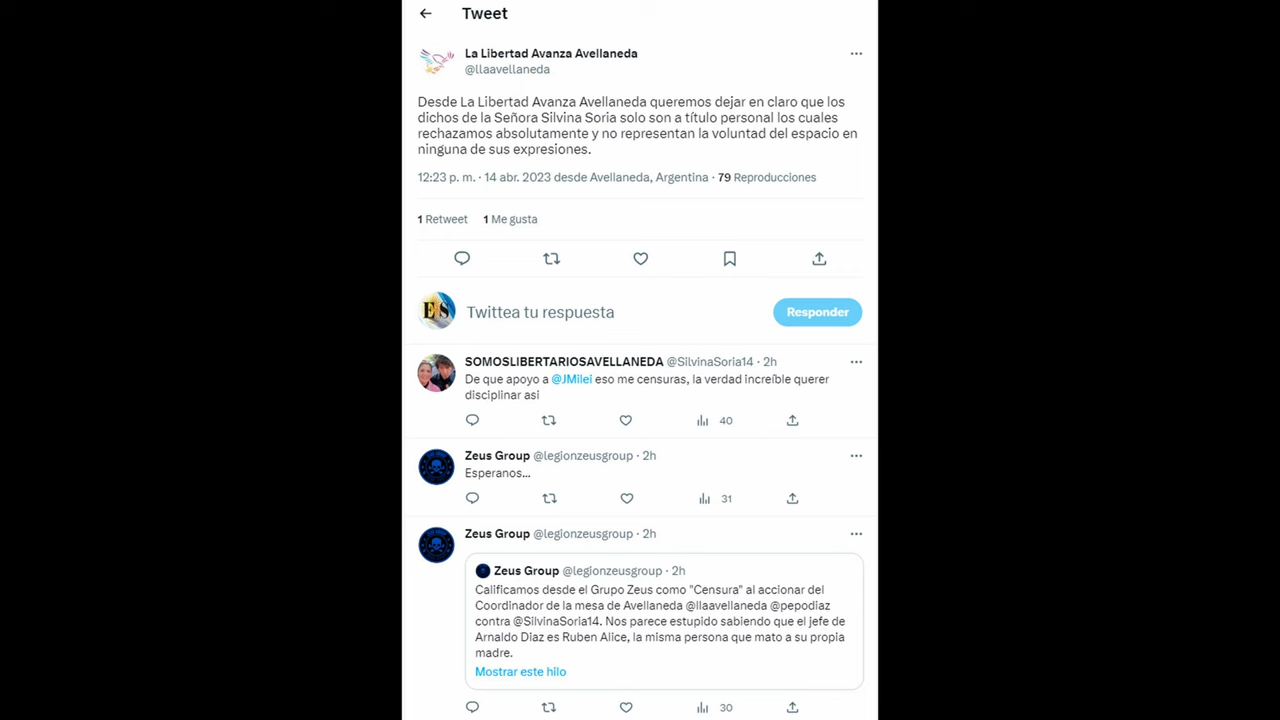 Tweet
La Libertad Avanza Avellaneda
@llaavellaneda
Desde La Libertad Avanza Avellaneda queremos dejar en claro que los
dichos de la Señora Silvina Soria solo son a título personal los cuales
rechazamos absolutamente y no representan la voluntad del espacio en
ninguna de sus expresiones.
12:23 p. m. · 14 abr. 2023 desde Avellaneda, Argentina · 79 Reproducciones
1 Retweet 1 Me gusta
ES Twittea tu respuesta Responder
SOMOSLIBERTARIOSAVELLANEDA @SilvinaSoria14 · 2h
De que apoyo a @JMilei eso me censuras, la verdad increíble querer
disciplinar asi
40
Zeus Group @legionzeusgroup · 2h
Esperanos...
31
Zeus Group @legionzeusgroup · 2h
Zeus Group @legionzeusgroup · 2h
Calificamos desde el Grupo Zeus como "Censura" al accionar del
Coordinador de la mesa de Avellaneda @llaavellaneda @pepodiaz
contra @SilvinaSoria14. Nos parece estupido sabiendo que el jefe de
Arnaldo Diaz es Ruben Alice, la misma persona que mato a su propia
madre.
Mostrar este hilo
30